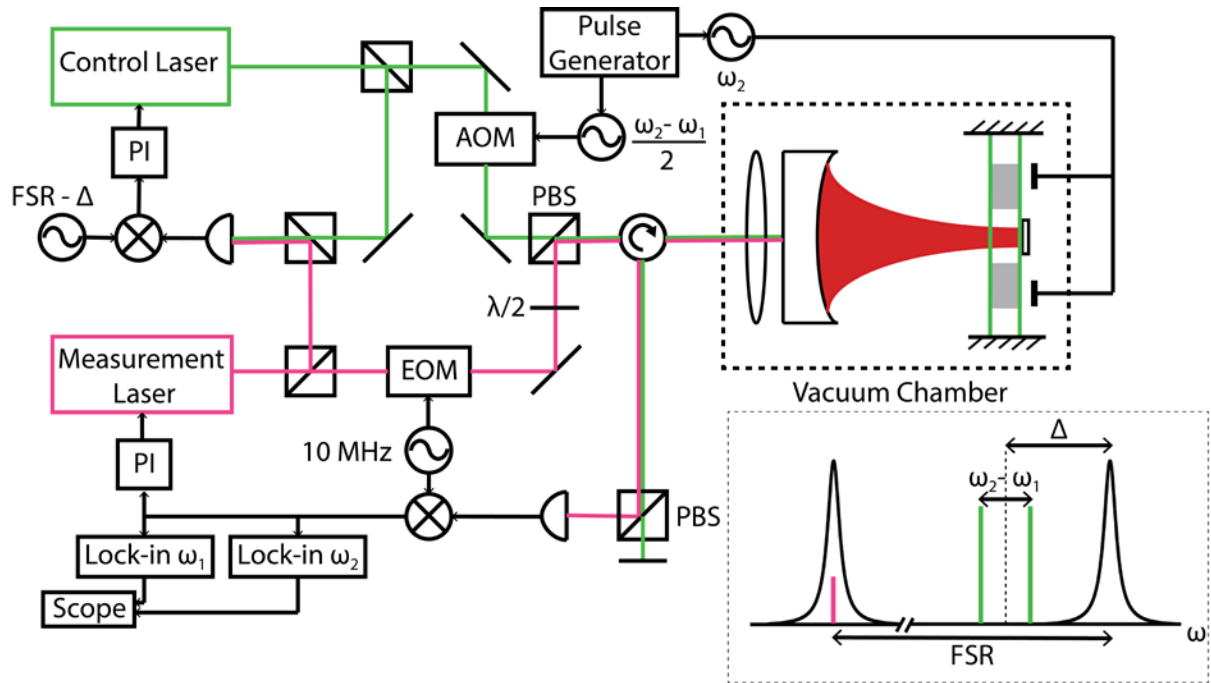 Control Laser
Pulse
Generator
ω₂
PI
AOM
ω₂- ω₁
2
FSR - Δ
PBS
λ/2
Measurement
Laser
EOM
Vacuum Chamber
PI
10 MHz
Δ
ω₂- ω₁
PBS
Lock-in ω₁
Lock-in ω₂
Scope
ω
FSR